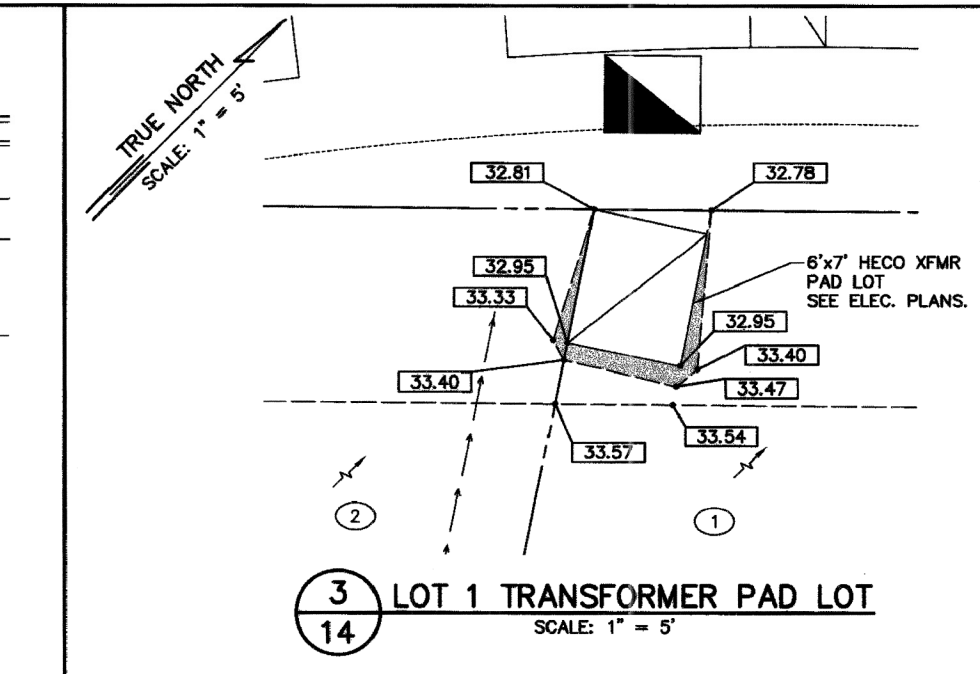 TRUE NORTH
SCALE: 1" = 5'
32.81
32.78
32.95
33.33
6'x7' HECO XFMR
PAD LOT
SEE ELEC. PLANS.
32.95
33.40
33.40
33.47
33.57
33.54
2
1
3
14
LOT 1 TRANSFORMER PAD LOT
SCALE: 1" = 5'